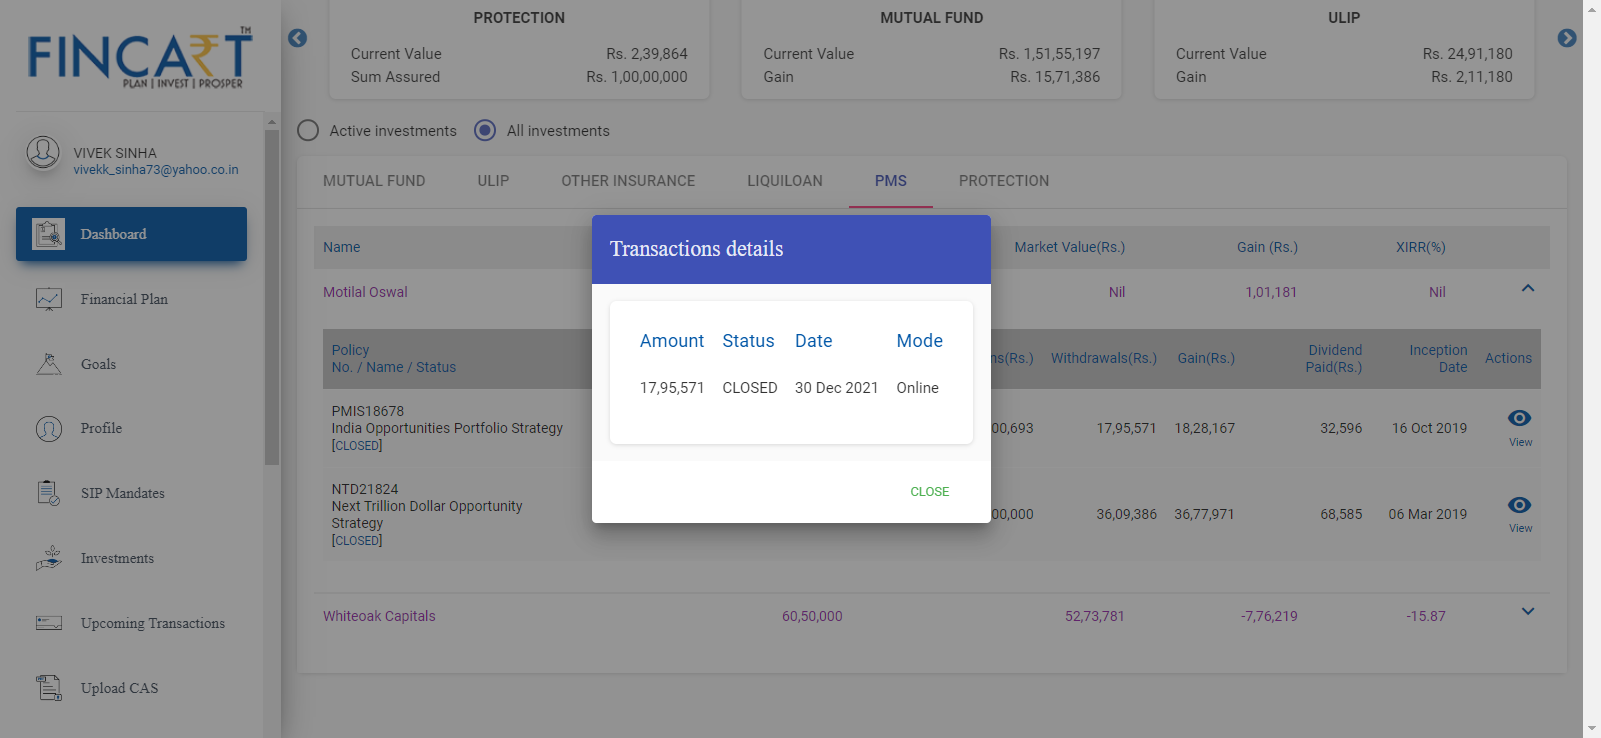 FINCART TM
PLAN | INVEST | PROSPER
VIVEK SINHA
vivekk_sinha73@yahoo.co.in
Dashboard
Financial Plan
Goals
Profile
SIP Mandates
Investments
Upcoming Transactions
Upload CAS
PROTECTION
Current Value Rs. 2,39,864
Sum Assured Rs. 1,00,00,000
MUTUAL FUND
Current Value Rs. 1,51,55,197
Gain Rs. 15,71,386
ULIP
Current Value Rs. 24,91,180
Gain Rs. 2,11,180
Active investments All investments
MUTUAL FUND ULIP OTHER INSURANCE LIQUILOAN PMS PROTECTION
Name Market Value(Rs.) Gain (Rs.) XIRR(%)
Motilal Oswal Nil 1,01,181 Nil
Policy
No. / Name / Status
ns(Rs.) Withdrawals(Rs.) Gain(Rs.) Dividend Paid(Rs.) Inception Date Actions
PMIS18678
India Opportunities Portfolio Strategy
[CLOSED]
00,693 17,95,571 18,28,167 32,596 16 Oct 2019 View
NTD21824
Next Trillion Dollar Opportunity
Strategy
[CLOSED]
00,000 36,09,386 36,77,971 68,585 06 Mar 2019 View
Whiteoak Capitals 60,50,000 52,73,781 -7,76,219 -15.87
Transactions details
Amount Status Date Mode
17,95,571 CLOSED 30 Dec 2021 Online
CLOSE